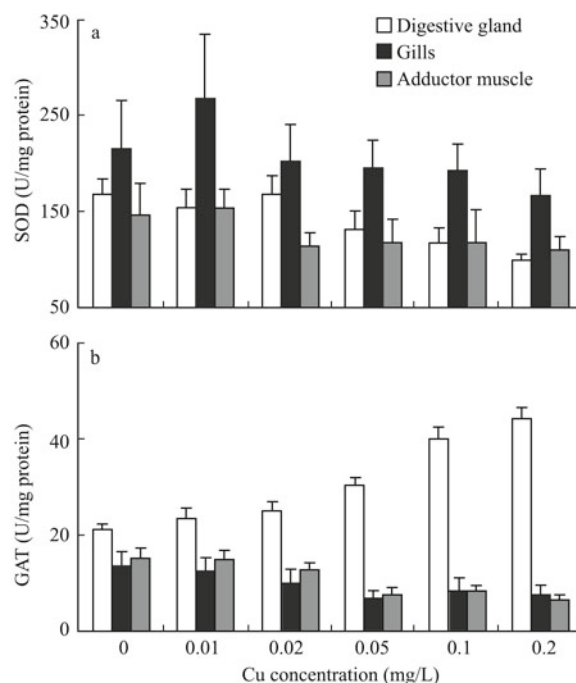 a
Digestive gland
Gills
Adductor muscle
350
250
150
50
SOD (U/mg protein)
b
60
40
20
0
GAT (U/mg protein)
0 0.01 0.02 0.05 0.1 0.2
Cu concentration (mg/L)